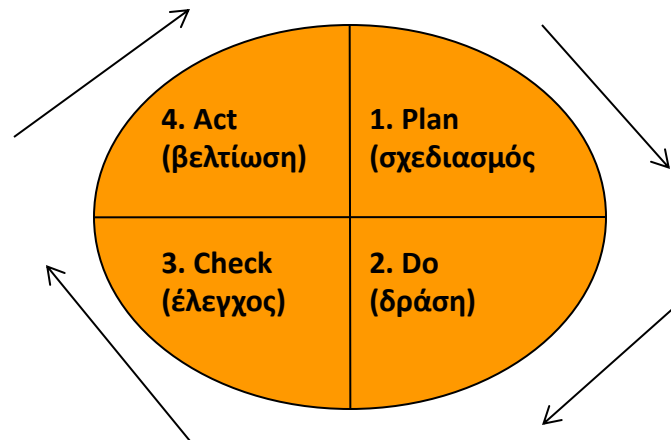 4. Act
(βελτίωση)
1. Plan
(σχεδιασμός
3. Check
(έλεγχος)
2. Do
(δράση)